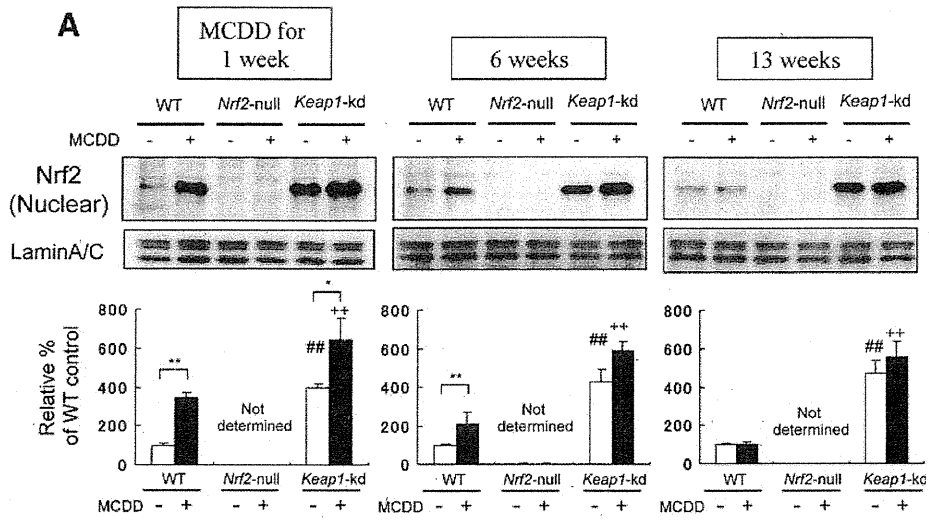 A
MCDD for
1 week
6 weeks
13 weeks
WT Nrf2-null Keap1-kd
WT Nrf2-null Keap1-kd
WT Nrf2-null Keap1-kd
MCDD - + - + - +
- + - + - +
- + - + - +
Nrf2
(Nuclear)
LaminA/C
Relative %
of WT control
800
600
400
200
0
**
Not
determined
##
*
++
WT Nrf2-null Keap1-kd
MCDD - + - + - +
800
600
400
200
0
**
Not
determined
##
++
WT Nrf2-null Keap1-kd
MCDD - + - + - +
800
600
400
200
0
Not
determined
##
++
WT Nrf2-null Keap1-kd
MCDD - + - + - +